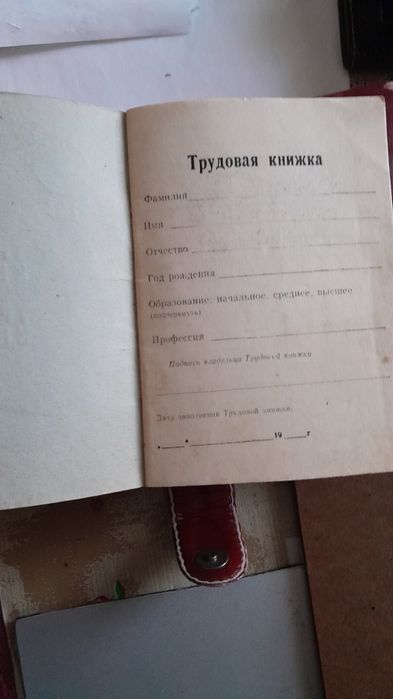 Трудовая книжка
Фамилия
Имя
Отчество
Год рождения
Образование: начальное, среднее, высшее
(подчеркнуть)
Профессия
Подпись владельца Трудовой книжки
Дата заполнения Трудовой книжки:
" " 19 г